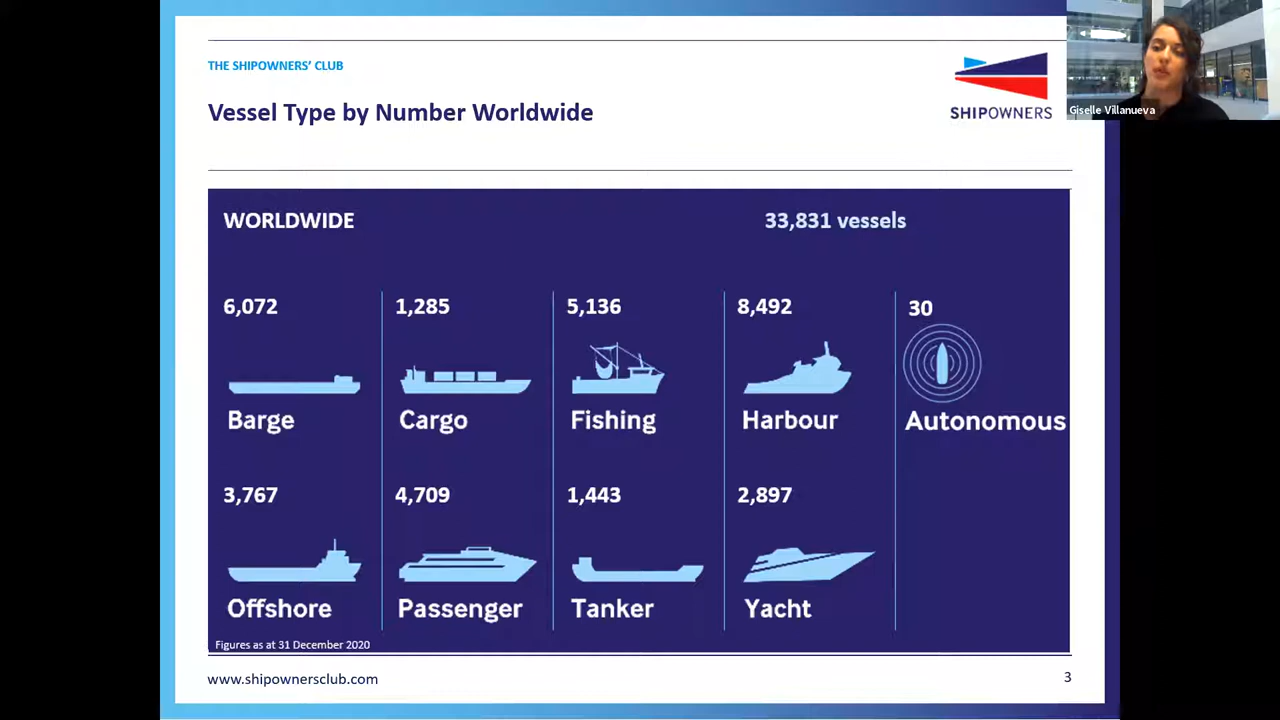 THE SHIPOWNERS' CLUB
Vessel Type by Number Worldwide
SHIPOWNERS
Giselle Villanueva
WORLDWIDE
33,831 vessels
6,072
1,285
5,136
8,492
30
Barge
Cargo
Fishing
Harbour
Autonomous
3,767
4,709
1,443
2,897
Offshore
Passenger
Tanker
Yacht
Figures as at 31 December 2020
www.shipownersclub.com
3